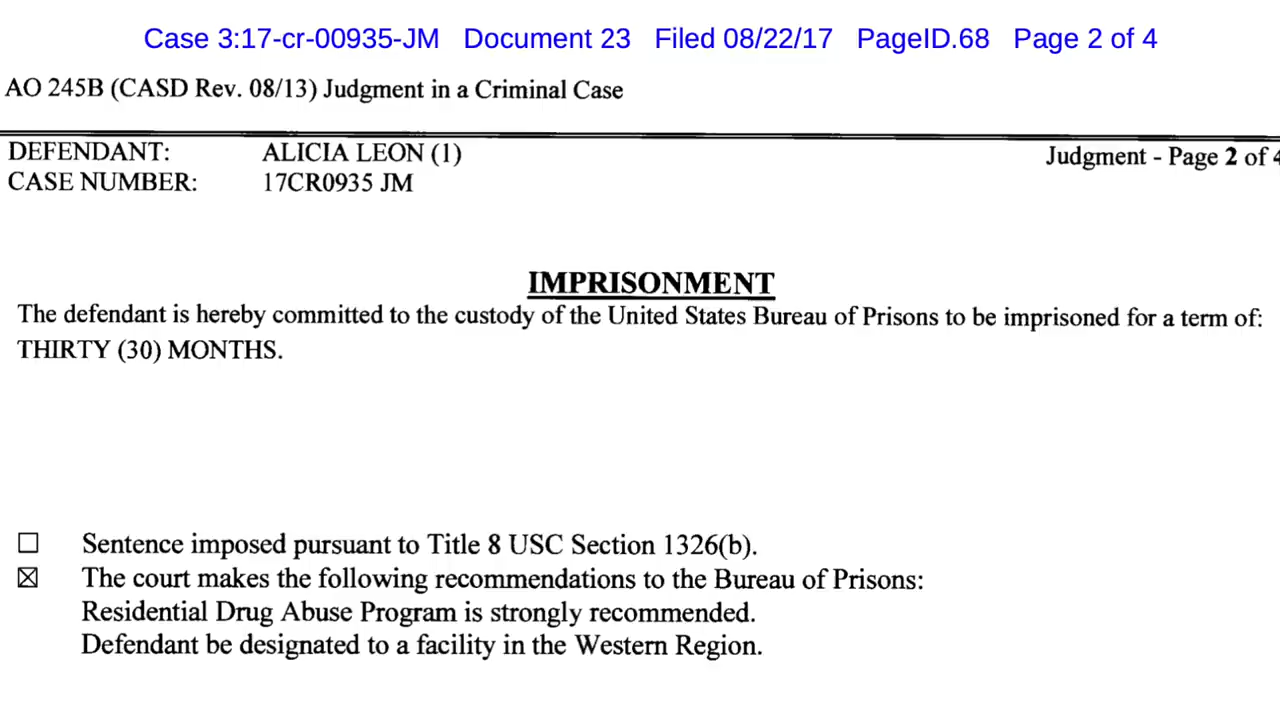 Case 3:17-cr-00935-JM Document 23 Filed 08/22/17 PageID.68 Page 2 of 4
AO 245B (CASD Rev. 08/13) Judgment in a Criminal Case
DEFENDANT: ALICIA LEON (1) Judgment - Page 2 of 4
CASE NUMBER: 17CR0935 JM
IMPRISONMENT
The defendant is hereby committed to the custody of the United States Bureau of Prisons to be imprisoned for a term of:
THIRTY (30) MONTHS.
☐ Sentence imposed pursuant to Title 8 USC Section 1326(b).
☒ The court makes the following recommendations to the Bureau of Prisons:
Residential Drug Abuse Program is strongly recommended.
Defendant be designated to a facility in the Western Region.